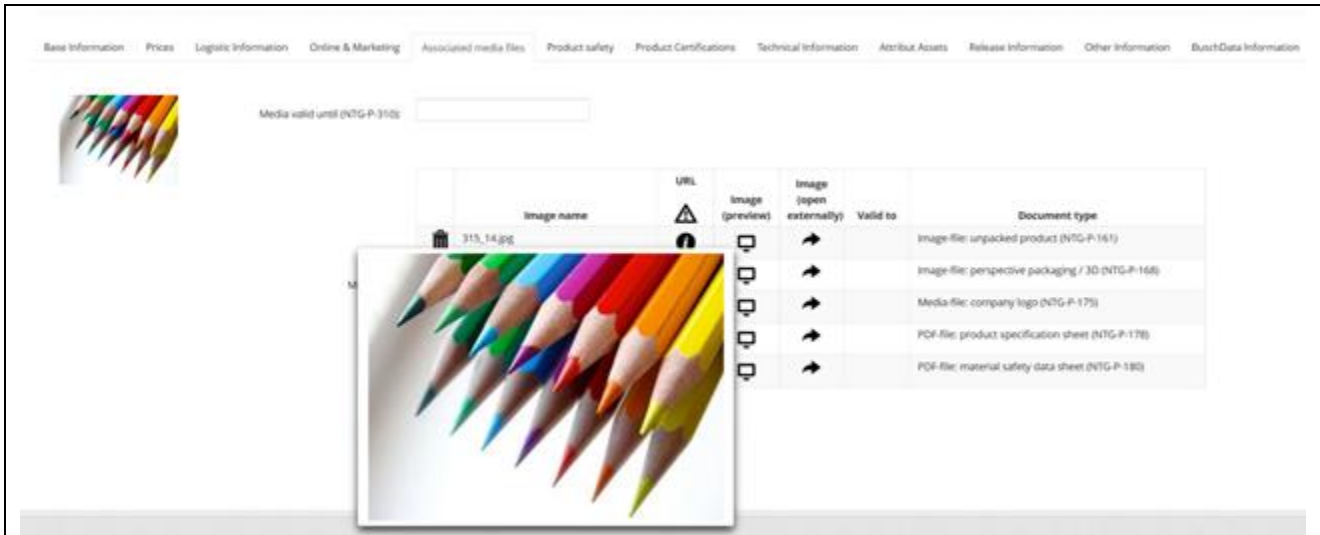 Base Information Prices Logistic Information Online & Marketing Associated media files Product safety Product Certifications Technical Information Attribut Assets Release Information Other Information BuschData Information
Media valid until (NTG-P-310):
Image name URL Image (preview) Image (open externally) Valid to Document type
315_14.jpg Image-file: unpacked product (NTG-P-161)
M
Image-file: perspective packaging / 3D (NTG-P-168)
Media-file: company logo (NTG-P-175)
PDF-file: product specification sheet (NTG-P-178)
PDF-file: material safety data sheet (NTG-P-180)